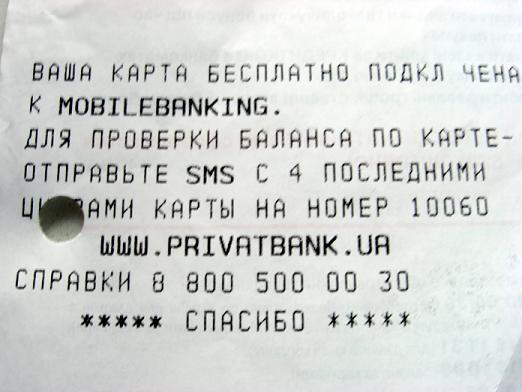 ВАША КАРТА БЕСПЛАТНО ПОДКЛ ЧЕНА
К MOBILEBANKING.
ДЛЯ ПРОВЕРКИ БАЛАНСА ПО КАРТЕ-
ОТПРАВЬТЕ SMS С 4 ПОСЛЕДНИМИ
КАРТЫ НА НОМЕР 10060
WWW.PRIVATBANK.UA
СПРАВКИ 8 800 500 00 30
***** СПАСИБО *****